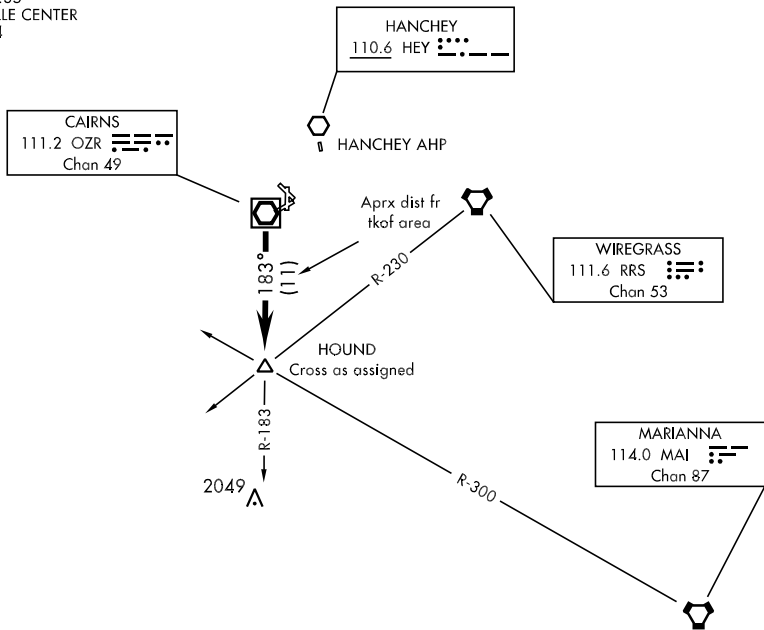 LE CENTER
HANCHEY
110.6 HEY
CAIRNS
111.2 OZR
Chan 49
HANCHEY AHP
Aprx dist fr
tkof area
183°
(11)
R-230
WIREGRASS
111.6 RRS
Chan 53
HOUND
Cross as assigned
R-183
2049
MARIANNA
114.0 MAI
Chan 87
R-300